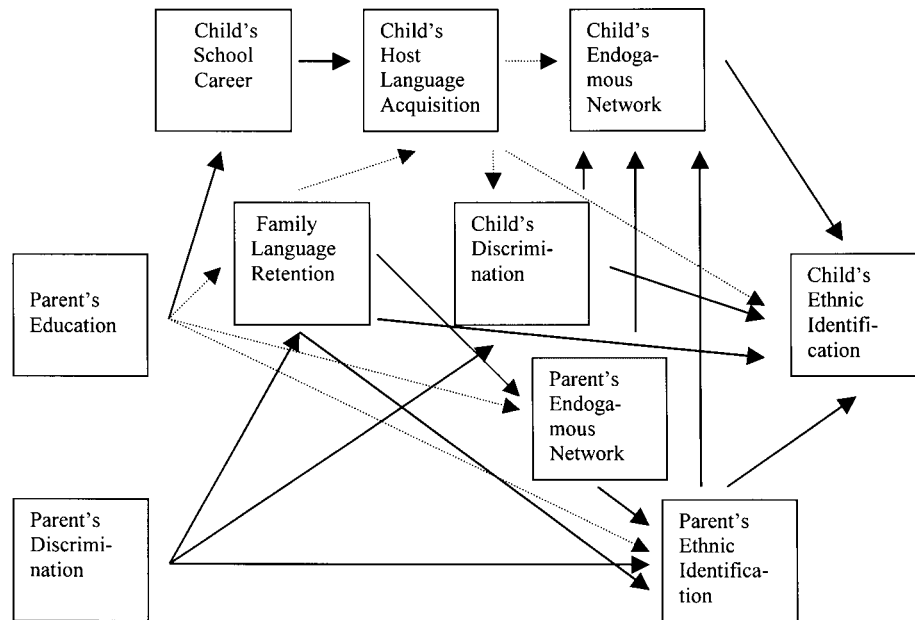 Child's
School
Career
Child's
Host
Language
Acquisition
Child's
Endoga-
mous
Network
Family
Language
Retention
Child's
Discrimi-
nation
Parent's
Education
Child's
Ethnic
Identifi-
cation
Parent's
Endoga-
mous
Network
Parent's
Discrimi-
nation
Parent's
Ethnic
Identifica-
tion